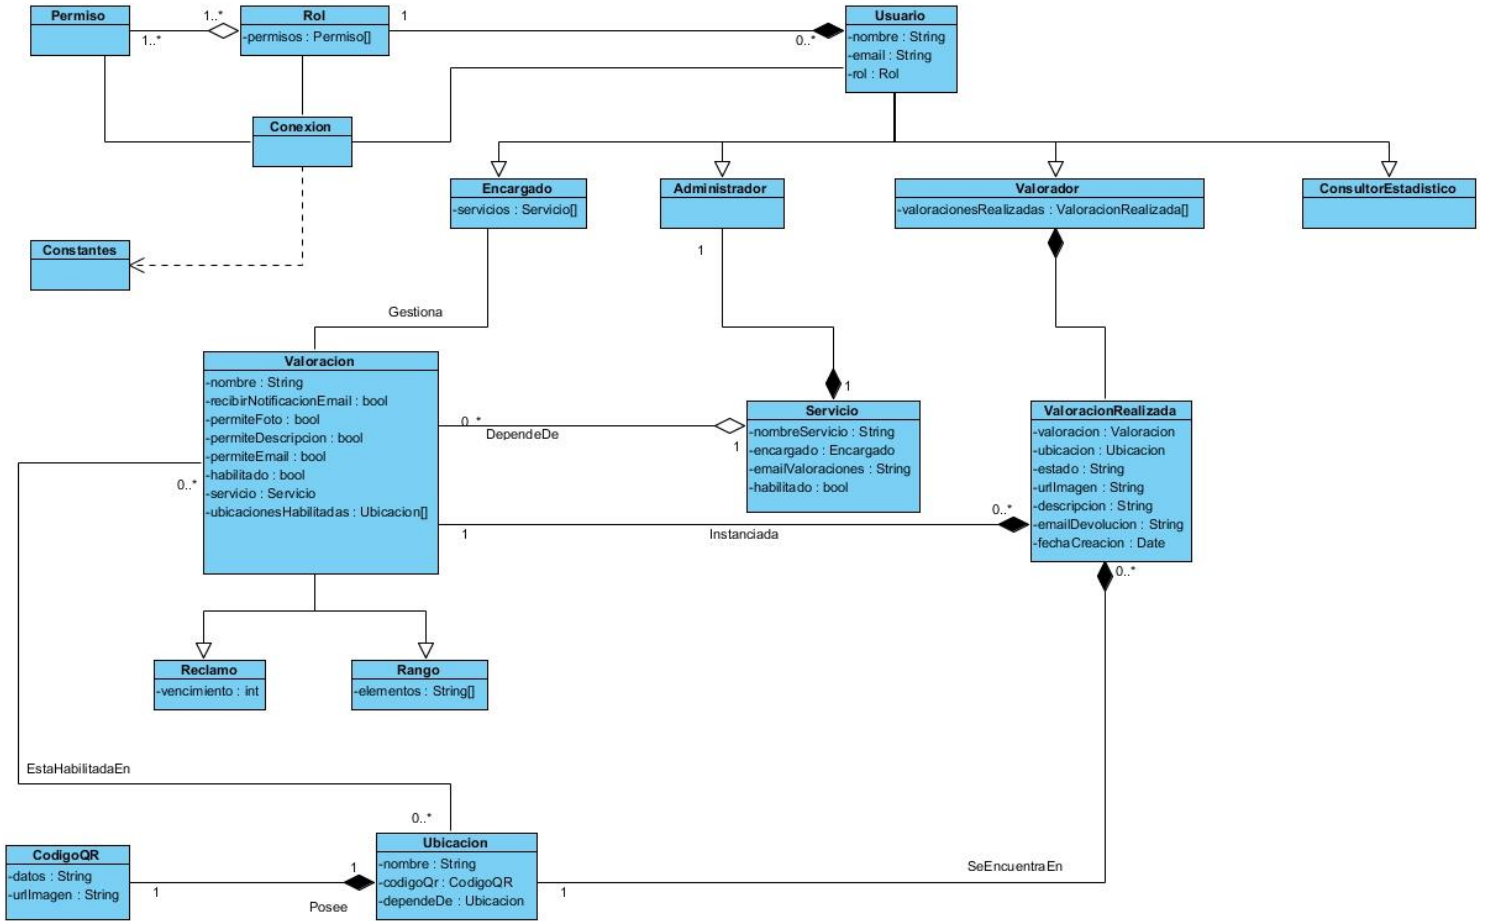 Permiso
1..*
1..*
Rol
-permisos : Permiso[]
1
0..*
Usuario
-nombre : String
-email : String
-rol : Rol
Conexion
Constantes
Encargado
-servicios : Servicio[]
Administrador
Valorador
-valoracionesRealizadas : ValoracionRealizada[]
ConsultorEstadistico
1
Gestiona
Valoracion
-nombre : String
-recibirNotificacionEmail : bool
-permiteFoto : bool
-permiteDescripcion : bool
-permiteEmail : bool
-habilitado : bool
-servicio : Servicio
-ubicacionesHabilitadas : Ubicacion[]
0..*
0..*
DependeDe
1
1
Servicio
-nombreServicio : String
-encargado : Encargado
-emailValoraciones : String
-habilitado : bool
ValoracionRealizada
-valoracion : Valoracion
-ubicacion : Ubicacion
-estado : String
-urlImagen : String
-descripcion : String
-emailDevolucion : String
-fechaCreacion : Date
1
Instanciada
0..*
0..*
Reclamo
-vencimiento : int
Rango
-elementos : String[]
EstaHabilitadaEn
0..*
CodigoQR
-datos : String
-urlImagen : String
1
Posee
1
Ubicacion
-nombre : String
-codigoQr : CodigoQR
-dependeDe : Ubicacion
1
SeEncuentraEn